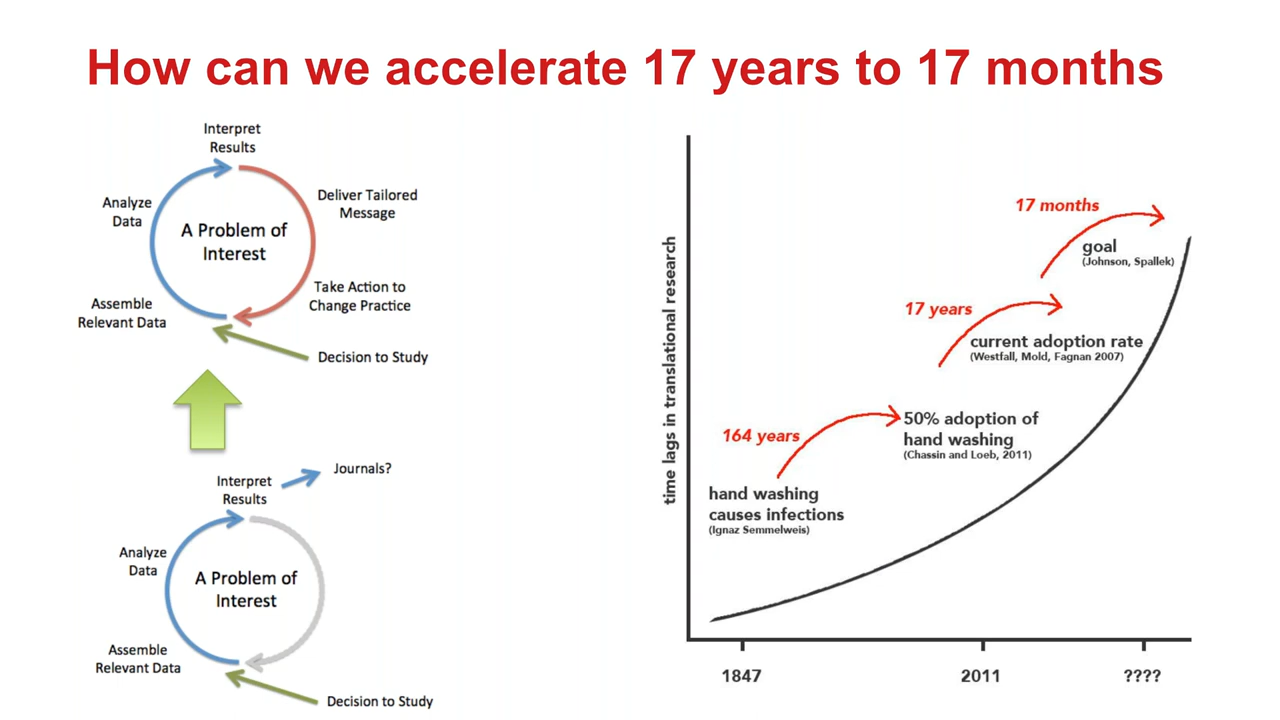 How can we accelerate 17 years to 17 months
Interpret
Results
Analyze
Data
Deliver Tailored
Message
A Problem of
Interest
Assemble
Relevant Data
Take Action to
Change Practice
Decision to Study
Interpret
Results
Journals?
Analyze
Data
A Problem of
Interest
Assemble
Relevant Data
Decision to Study
time lags in translational research
17 months
goal
(Johnson, Spallek)
17 years
current adoption rate
(Westfall, Mold, Fagnan 2007)
164 years
50% adoption of
hand washing
(Chassin and Loeb, 2011)
hand washing
causes infections
(Ignaz Semmelweis)
1847
2011
????